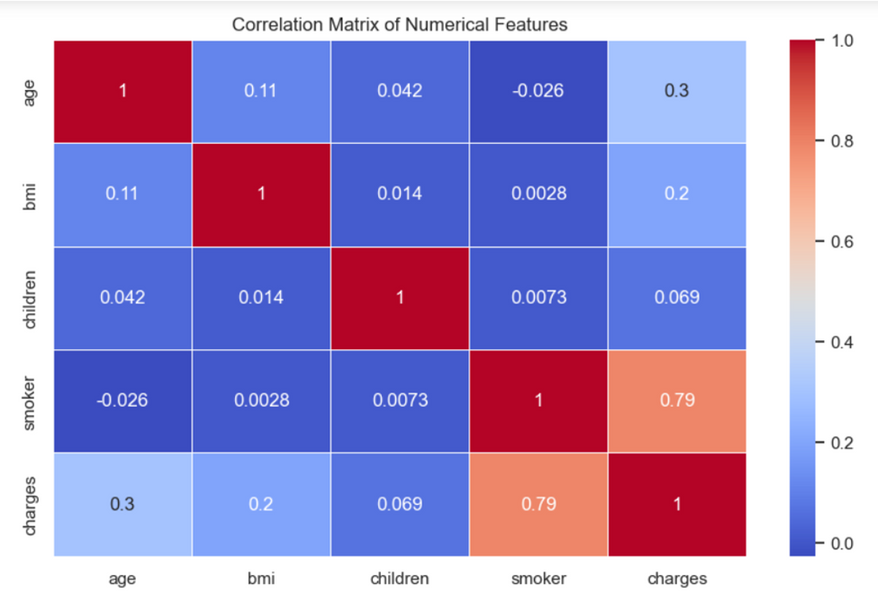 Correlation Matrix of Numerical Features
age 1 0.11 0.042 -0.026 0.3
bmi 0.11 1 0.014 0.0028 0.2
children 0.042 0.014 1 0.0073 0.069
smoker -0.026 0.0028 0.0073 1 0.79
charges 0.3 0.2 0.069 0.79 1
age bmi children smoker charges
1.0
0.8
0.6
0.4
0.2
0.0